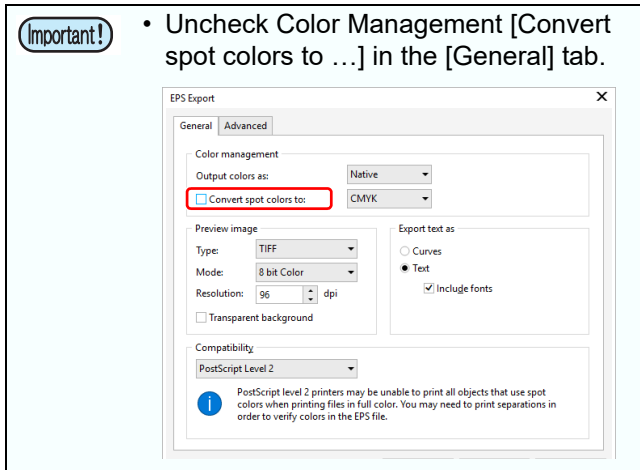 Important!
• Uncheck Color Management [Convert
spot colors to …] in the [General] tab.
EPS Export
General Advanced
Color management
Output colors as: Native
Convert spot colors to: CMYK
Preview image
Type: TIFF
Mode: 8 bit Color
Resolution: 96 dpi
Transparent background
Export text as
Curves
Text
Include fonts
Compatibility
PostScript Level 2
PostScript level 2 printers may be unable to print all objects that use spot
colors when printing files in full color. You may need to print separations in
order to verify colors in the EPS file.